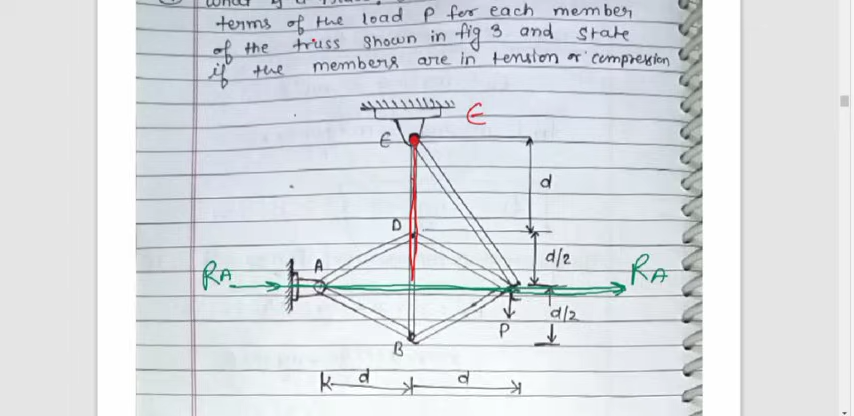 terms of the load P for each member
of the truss shown in fig 3 and state
if the members are in tension or compression
E
E
d
D
d/2
RA
A
RA
d/2
P
B
d
d